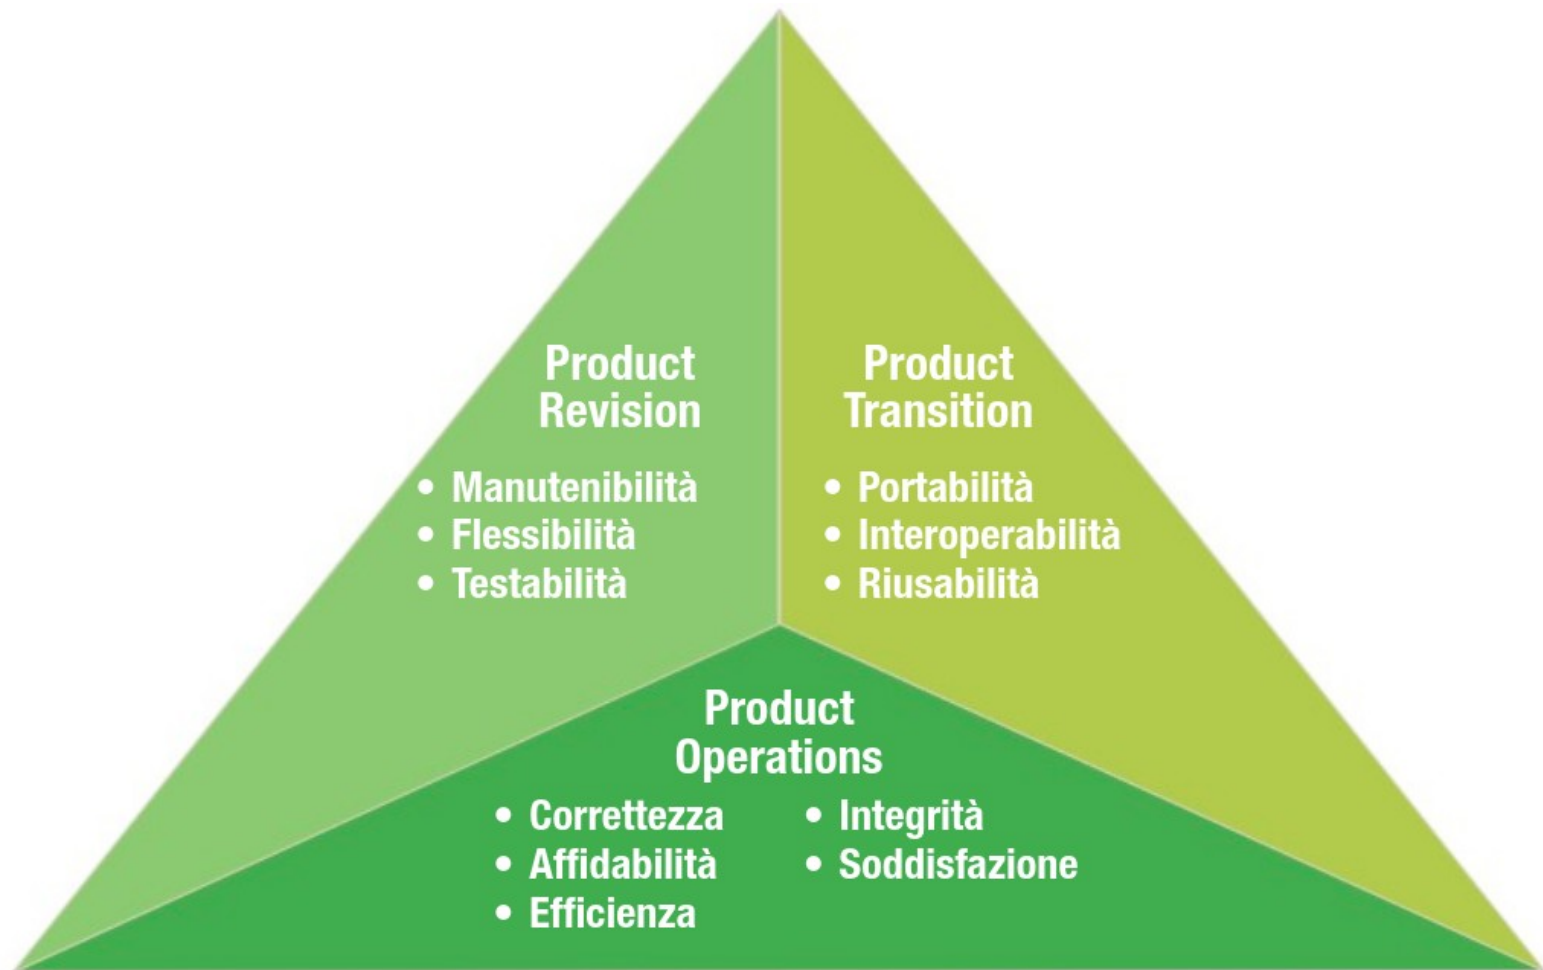 Product
Revision
• Manutenibilità
• Flessibilità
• Testabilità
Product
Transition
• Portabilità
• Interoperabilità
• Riusabilità
Product
Operations
• Correttezza
• Affidabilità
• Efficienza
• Integrità
• Soddisfazione